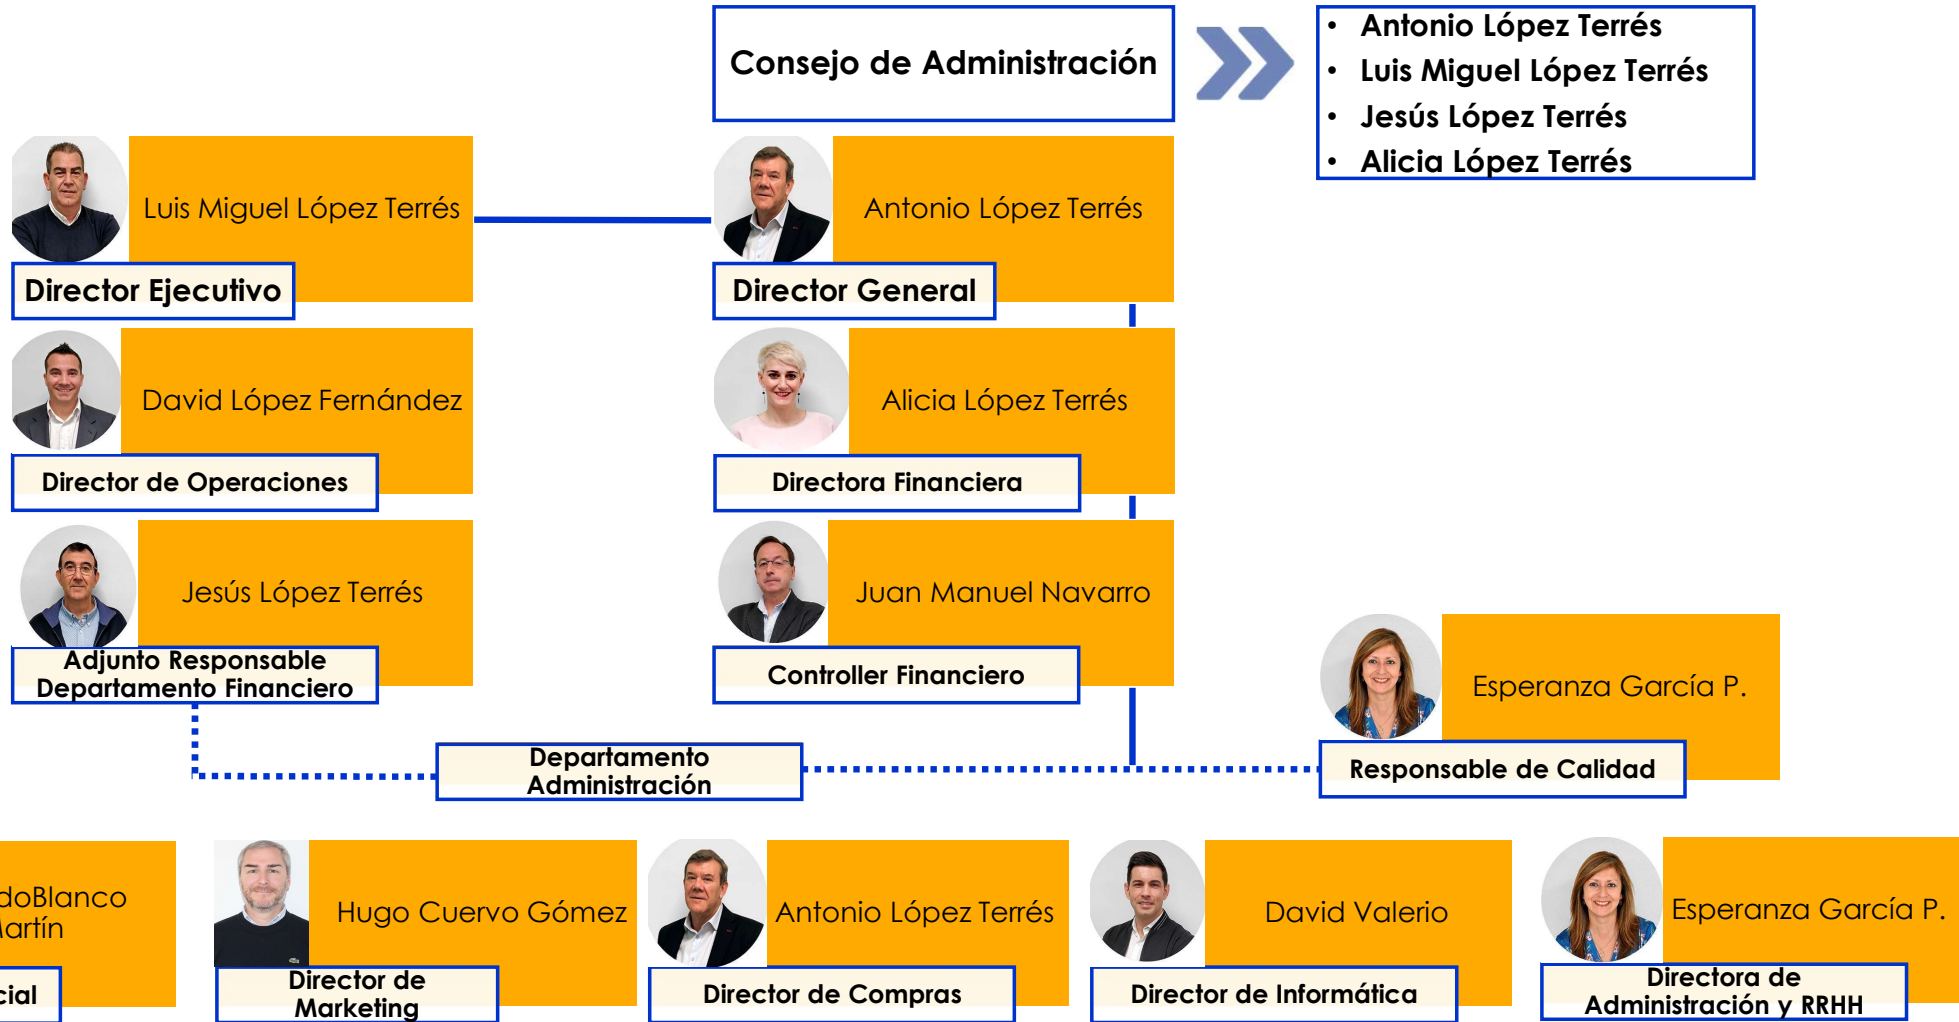 Consejo de Administración
• Antonio López Terrés
• Luis Miguel López Terrés
• Jesús López Terrés
• Alicia López Terrés
Luis Miguel López Terrés
Director Ejecutivo
Antonio López Terrés
Director General
David López Fernández
Director de Operaciones
Alicia López Terrés
Directora Financiera
Jesús López Terrés
Adjunto Responsable
Departamento Financiero
Juan Manuel Navarro
Controller Financiero
Esperanza García P.
Responsable de Calidad
Departamento
Administración
doBlanco
artín
cial
Hugo Cuervo Gómez
Director de
Marketing
Antonio López Terrés
Director de Compras
David Valerio
Director de Informática
Esperanza García P.
Directora de
Administración y RRHH